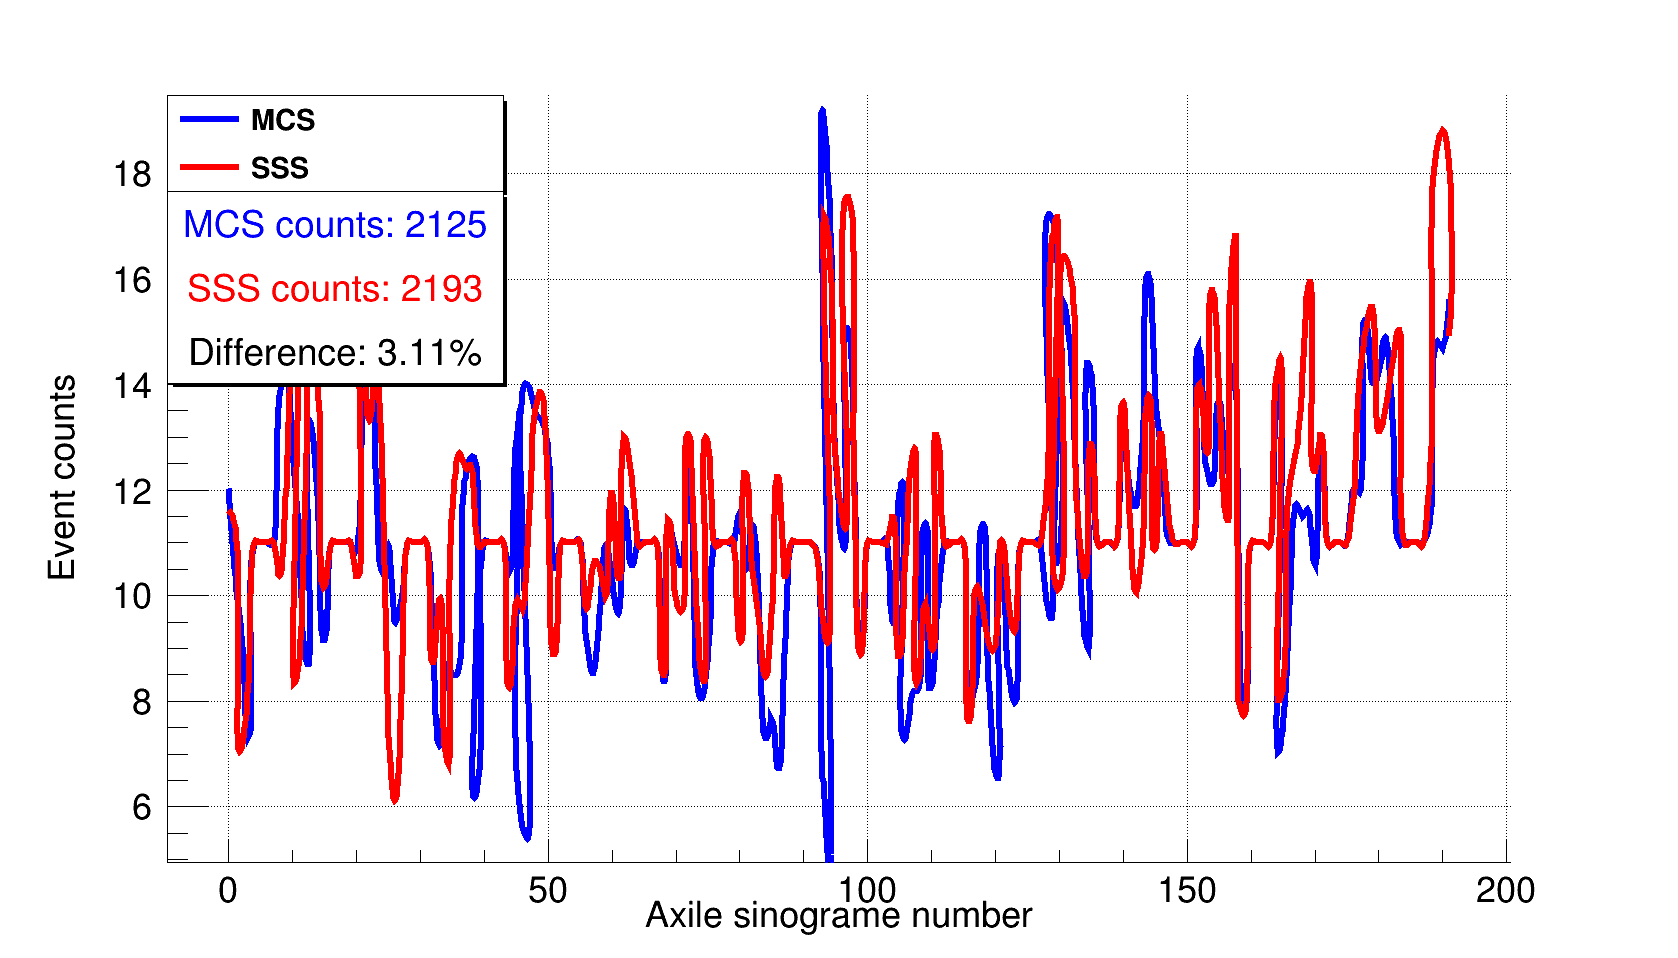 MCS
SSS
MCS counts: 2125
SSS counts: 2193
Difference: 3.11%
Event counts
18
16
14
12
10
8
6
0 50 100 150 200
Axile sinograme number